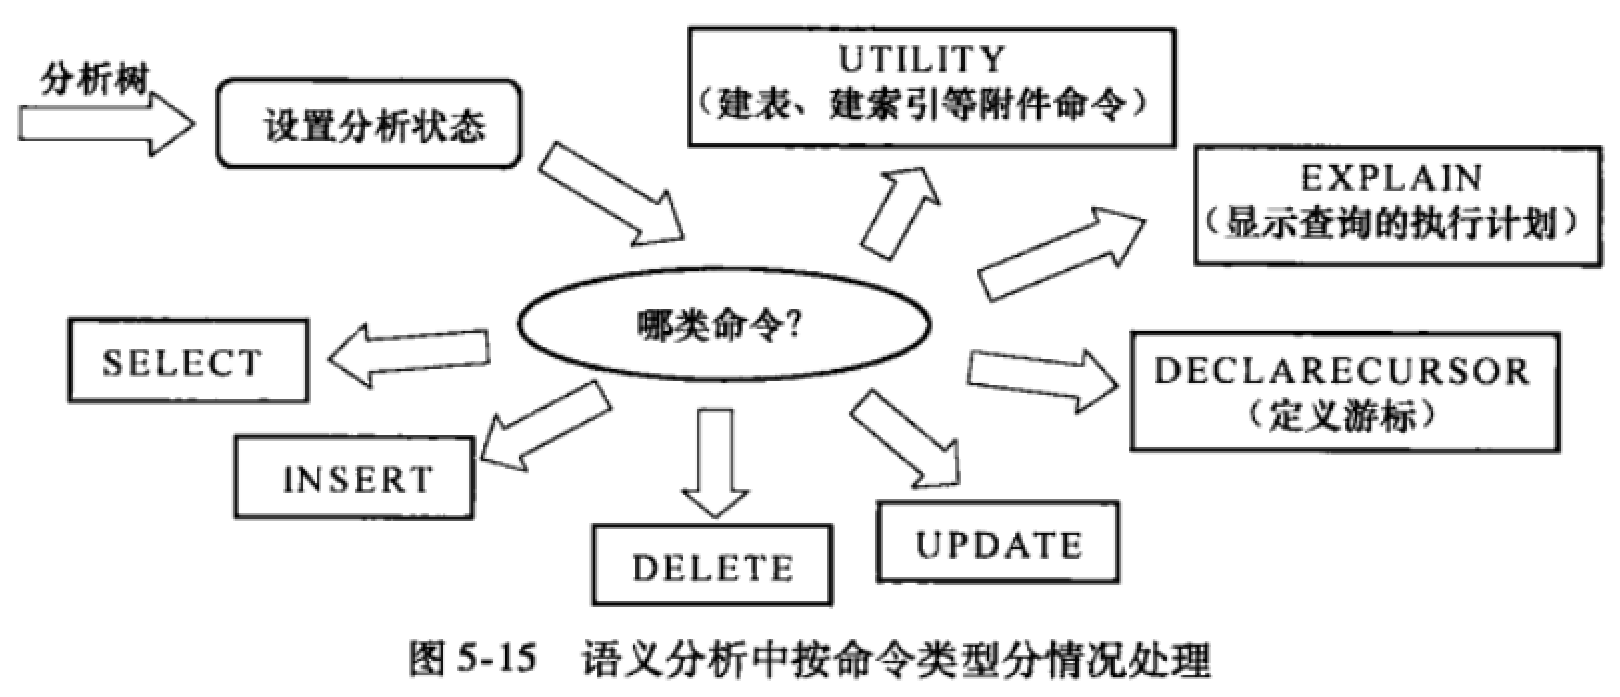 分析树
设置分析状态
UTILITY
（建表、建索引等附件命令）
EXPLAIN
（显示查询的执行计划）
哪类命令?
SELECT
DECLARECURSOR
（定义游标）
INSERT
DELETE
UPDATE
图 5-15 语义分析中按命令类型分情况处理